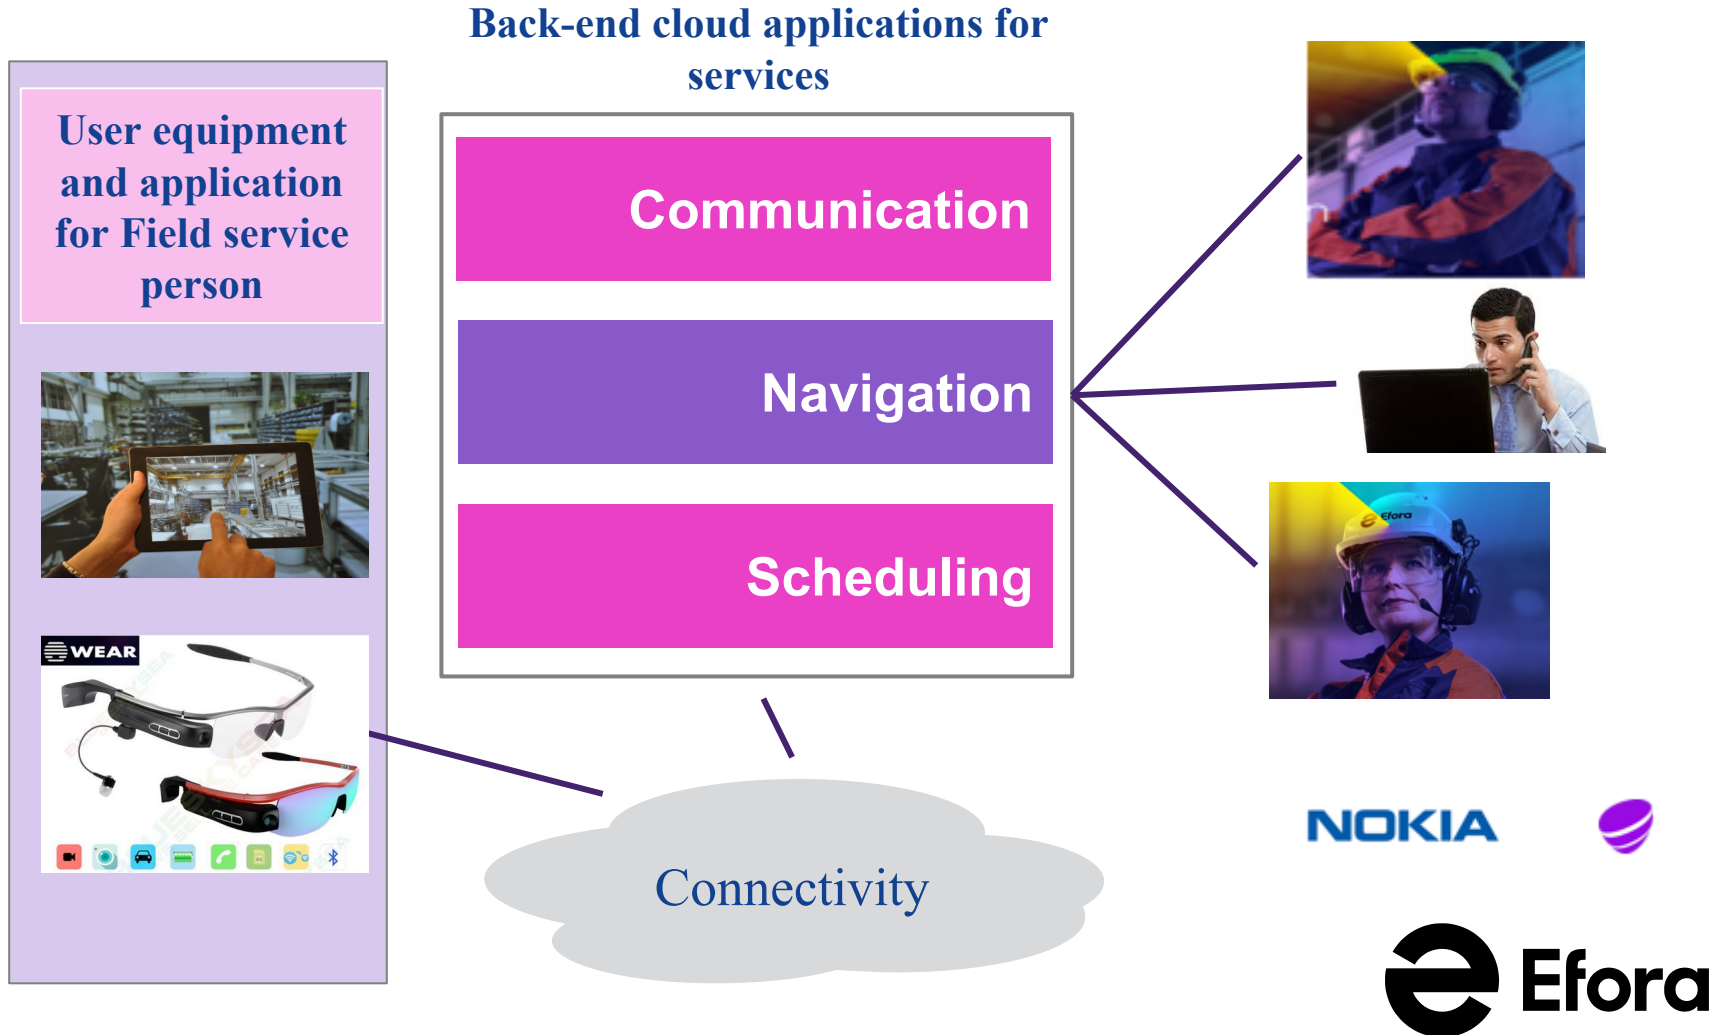 Back-end cloud applications for
services
User equipment
and application
for Field service
person
Communication
Navigation
Scheduling
WEAR
Efora
Connectivity
NOKIA
Efora